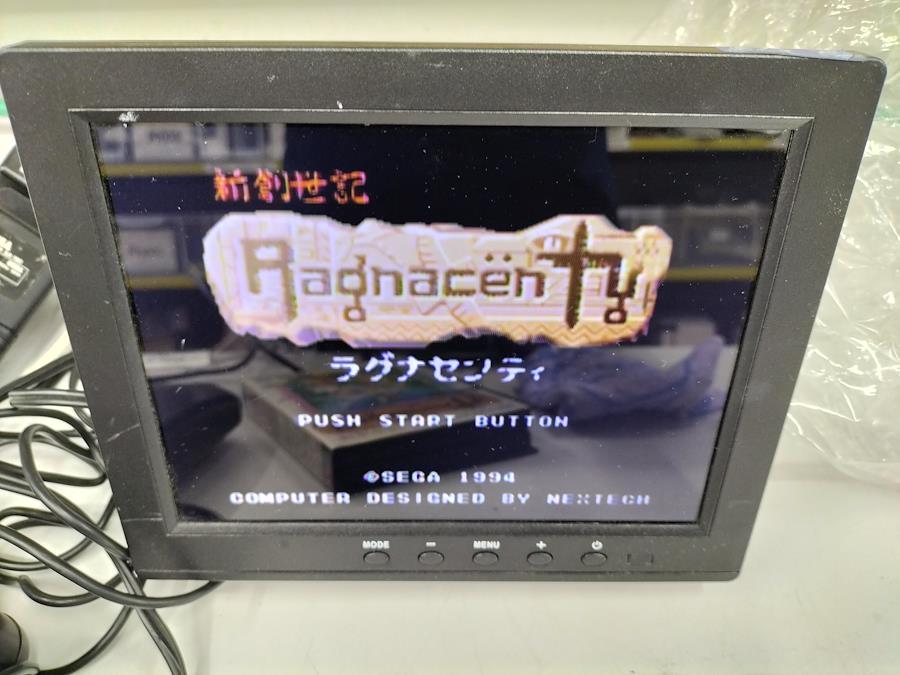 新創世記
Ragnacënty
ラグナセンティ
PUSH START BUTTON
©SEGA 1994
COMPUTER DESIGNED BY NEXTECH
MODE − MENU +